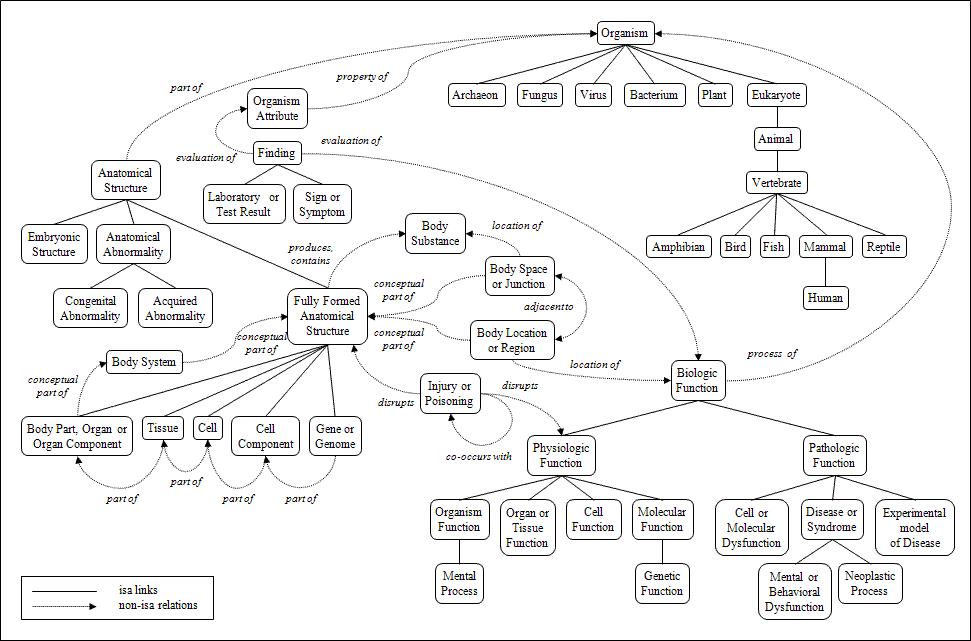 Organism
part of
property of
Archaeon
Fungus
Virus
Bacterium
Plant
Eukaryote
Organism
Attribute
evaluation of
Animal
evaluation of
Finding
Anatomical
Structure
Vertebrate
Laboratory or
Test Result
Sign or
Symptom
Body
Substance
location of
Embryonic
Structure
Anatomical
Abnormality
produces,
contains
Amphibian
Bird
Fish
Mammal
Reptile
Body Space
or Junction
conceptual
part of
Congenital
Abnormality
Acquired
Abnormality
Fully Formed
Anatomical
Structure
adjacent to
Human
conceptual
part of
conceptual
part of
Body Location
or Region
Body System
location of
process of
conceptual
part of
Biologic
Function
Injury or
Poisoning
disrupts
disrupts
Body Part, Organ or
Organ Component
Tissue
Cell
Cell
Component
Gene or
Genome
co-occurs with
Physiologic
Function
Pathologic
Function
part of
part of
part of
part of
Organism
Function
Organ or
Tissue
Function
Cell
Function
Molecular
Function
Cell or
Molecular
Dysfunction
Disease or
Syndrome
Experimental
model
of Disease
Mental
Process
Genetic
Function
Mental or
Behavioral
Dysfunction
Neoplastic
Process
isa links
non-isa relations